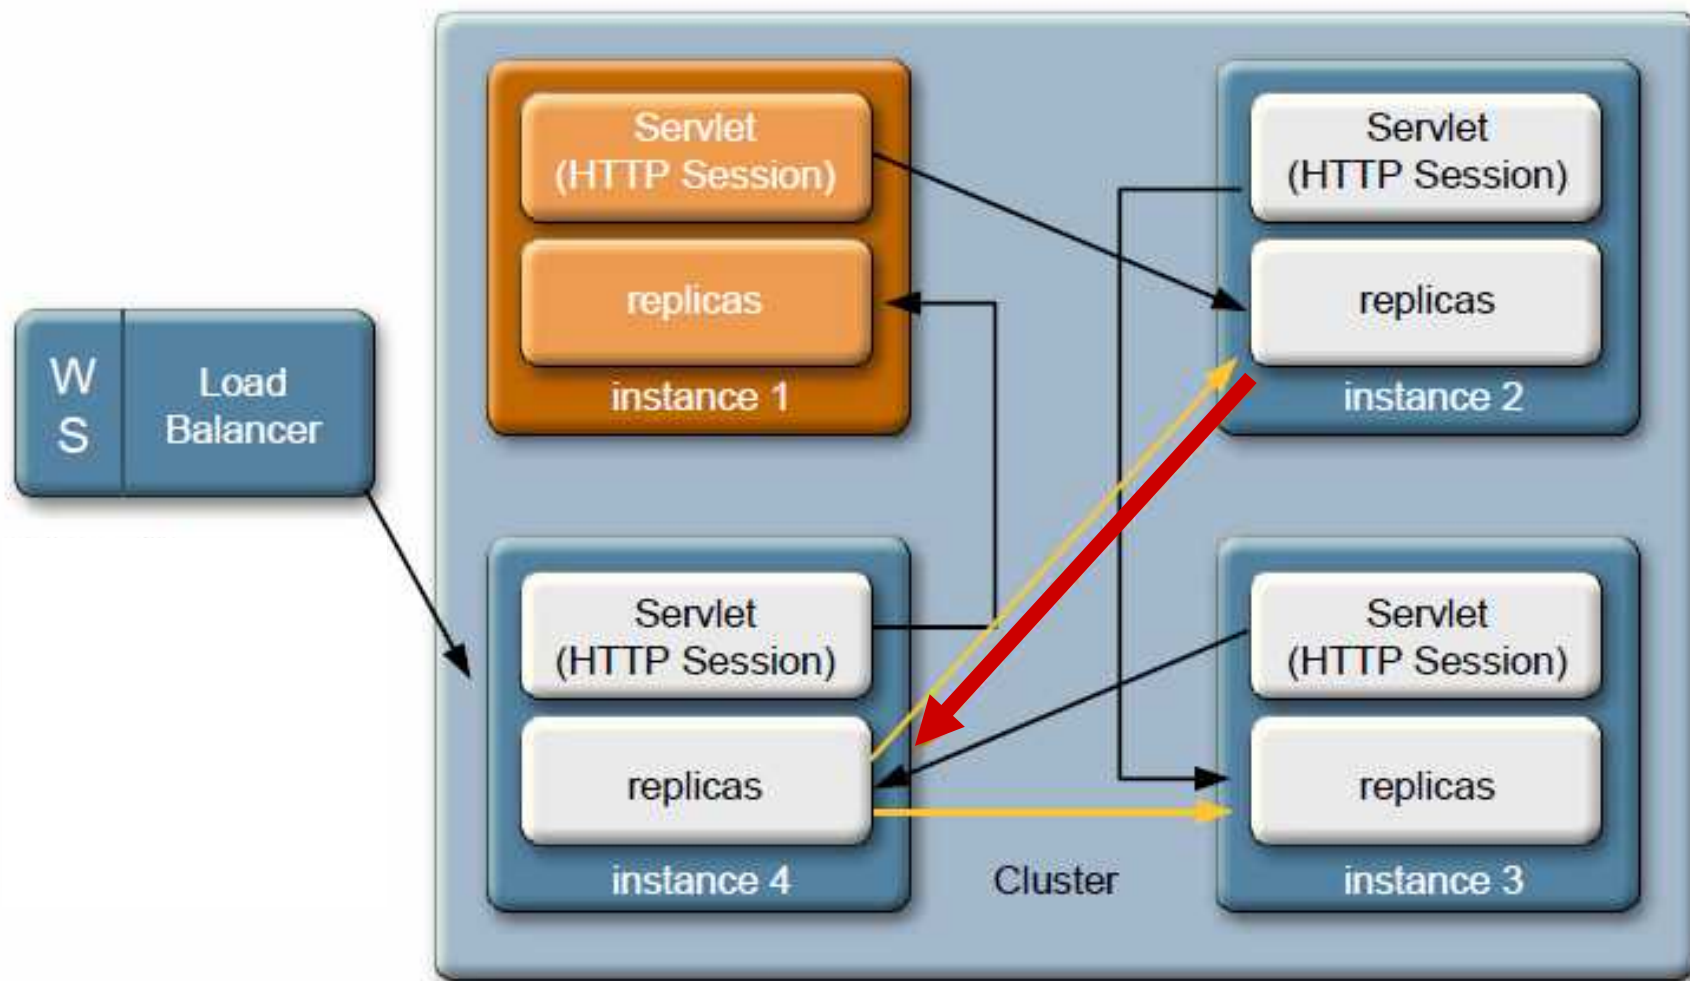 W
S
Load
Balancer
Servlet
(HTTP Session)
replicas
instance 1
Servlet
(HTTP Session)
replicas
instance 2
Servlet
(HTTP Session)
replicas
instance 4
Cluster
Servlet
(HTTP Session)
replicas
instance 3